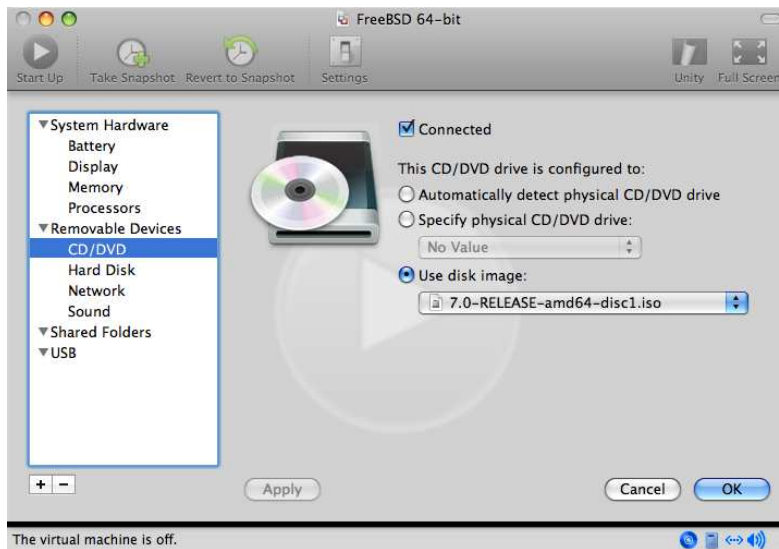 FreeBSD 64-bit
Start Up Take Snapshot Revert to Snapshot Settings Unity Full Screen
System Hardware
Battery
Display
Memory
Processors
Removable Devices
CD/DVD
Hard Disk
Network
Sound
Shared Folders
USB
Connected
This CD/DVD drive is configured to:
Automatically detect physical CD/DVD drive
Specify physical CD/DVD drive:
No Value
Use disk image:
7.0-RELEASE-amd64-disc1.iso
+ −
Apply Cancel OK
The virtual machine is off.